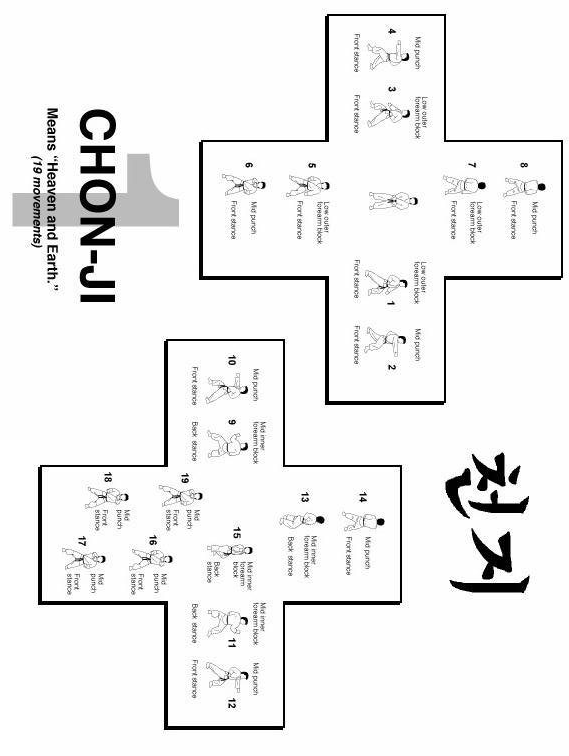 천지
8
Mid punch
Front stance
7
Low outer
forearm block
Front stance
4
Mid punch
Front stance
3
Low outer
forearm block
Front stance
Low outer
forearm block
1
Front stance
Mid punch
2
Front stance
5
Low outer
forearm block
Front stance
6
Mid punch
Front stance
1
CHON-JI
Means “Heaven and Earth.”
(19 movements)
14
Mid punch
Front stance
13
Mid inner
forearm block
Back stance
10
Mid punch
Front stance
9
Mid inner
forearm block
Back stance
15
Mid inner
forearm
block
Back
stance
Mid inner
forearm block
11
Back stance
Mid punch
12
Front stance
19
Mid
punch
Front
stance
16
Mid
punch
Front
stance
18
Mid
punch
Front
stance
17
Mid
punch
Front
stance